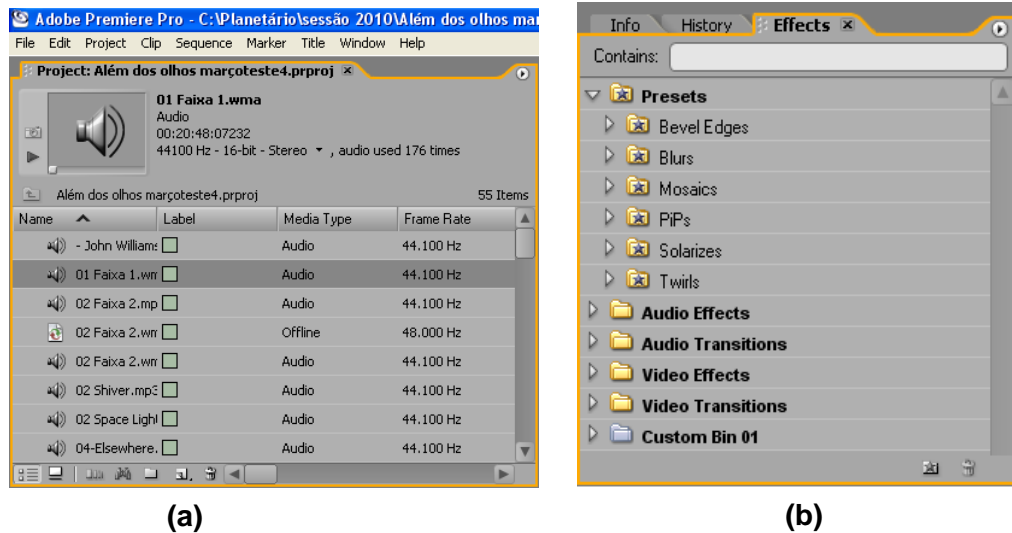 Adobe Premiere Pro - C:\Planetário\sessão 2010\Além dos olhos mar
File Edit Project Clip Sequence Marker Title Window Help
Project: Além dos olhos marçoteste4.prproj
01 Faixa 1.wma
Audio
00:20:48:07232
44100 Hz - 16-bit - Stereo , audio used 176 times
Além dos olhos marçoteste4.prproj 55 Items
Name Label Media Type Frame Rate
- John Williams Audio 44.100 Hz
01 Faixa 1.wm Audio 44.100 Hz
02 Faixa 2.mp Audio 44.100 Hz
02 Faixa 2.wm Offline 48.000 Hz
02 Faixa 2.wm Audio 44.100 Hz
02 Shiver.mp3 Audio 44.100 Hz
02 Space Ligh Audio 44.100 Hz
04-Elsewhere. Audio 44.100 Hz
(a)
Info History Effects
Contains:
Presets
Bevel Edges
Blurs
Mosaics
PiPs
Solarizes
Twirls
Audio Effects
Audio Transitions
Video Effects
Video Transitions
Custom Bin 01
(b)